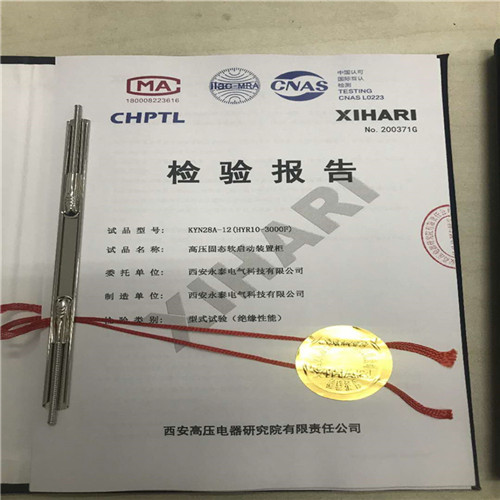 CMA
180008223616
ilac-MRA
CNAS
中国认可
国际互认
检测
TESTING
CNAS L0223
CHPTL
XIHARI
No. 200371G
检验报告
试品型号: KYN28A-12(HYR10-3000P)
试品名称: 高压固态软启动装置柜
委托单位: 西安永泰电气科技有限公司
制造单位: 西安永泰电气科技有限公司
检验类别: 型式试验(绝缘性能)
XIHARI
西安高压电器研究院有限责任公司